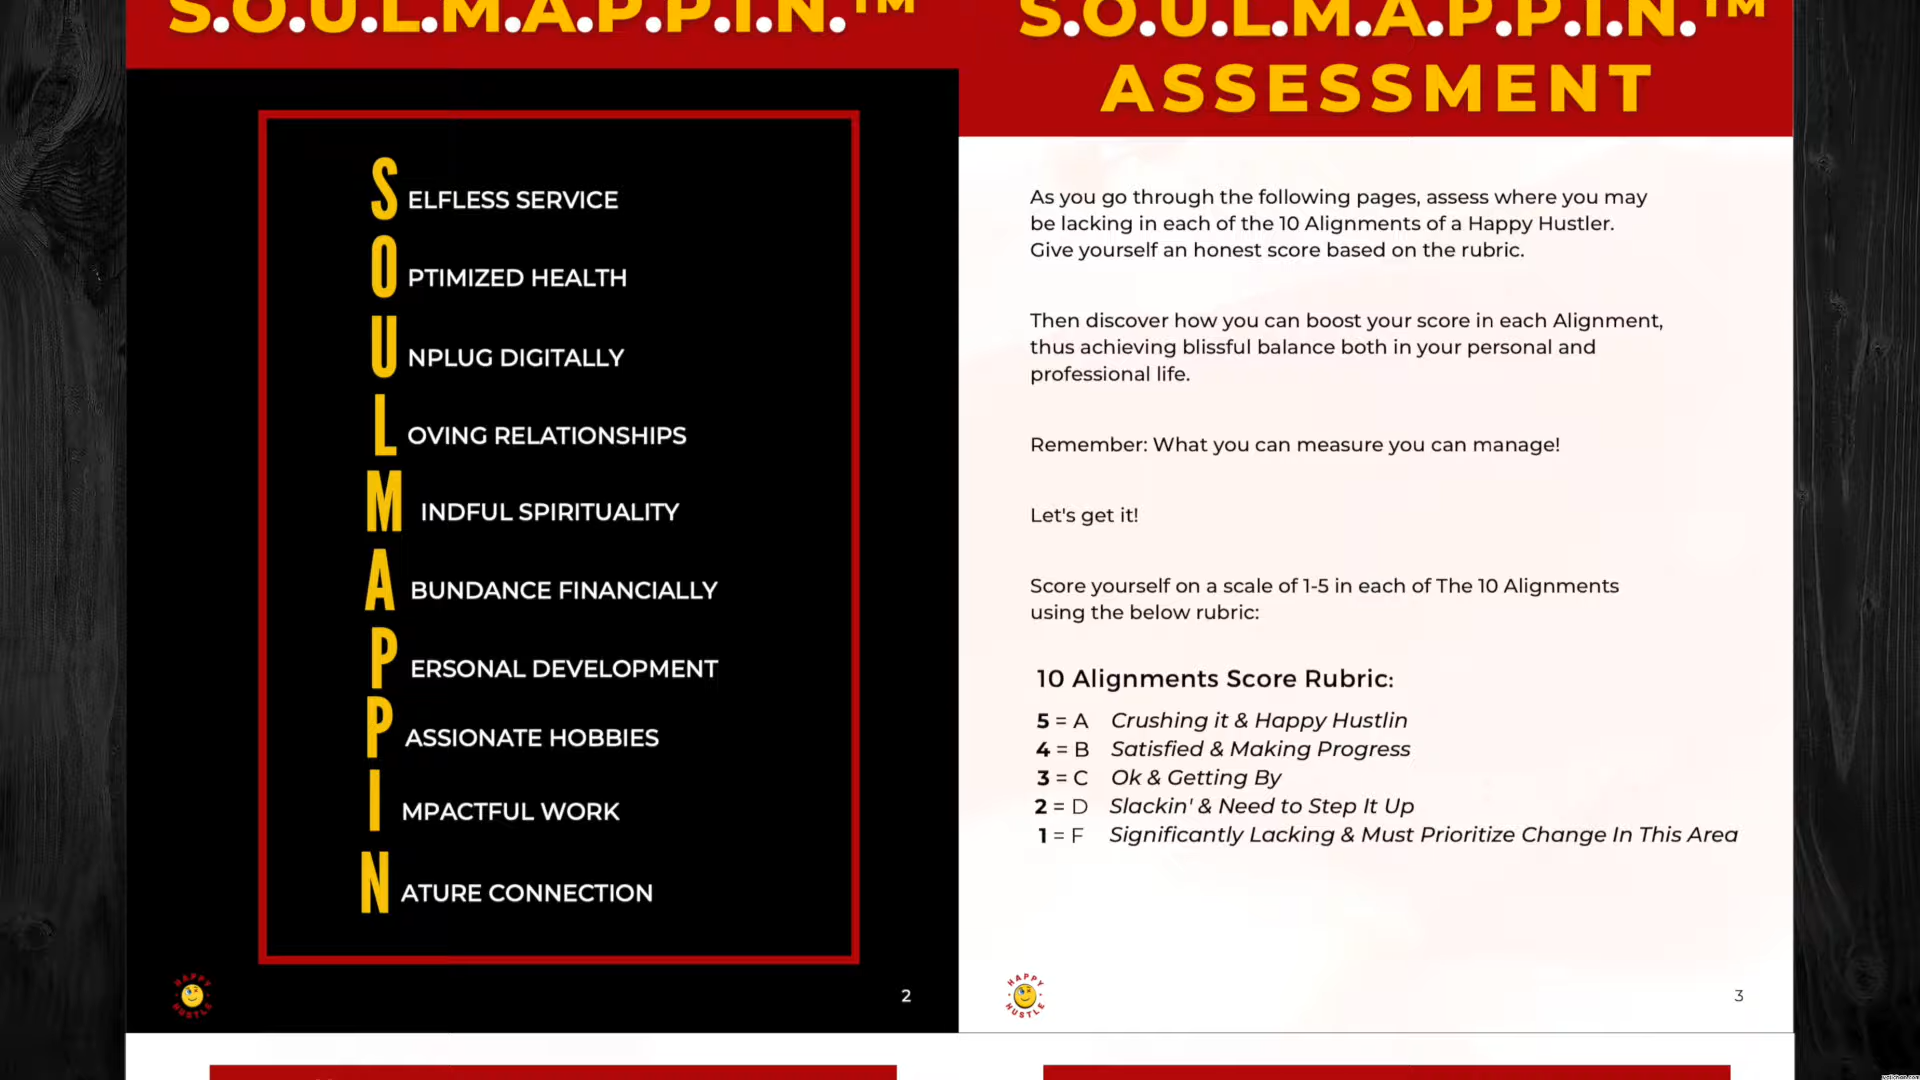 S.O.U.L.M.A.P.P.I.N.™
SELFLESS SERVICE
OPTIMIZED HEALTH
UNPLUG DIGITALLY
LOVING RELATIONSHIPS
MINDFUL SPIRITUALITY
ABUNDANCE FINANCIALLY
PERSONAL DEVELOPMENT
PASSIONATE HOBBIES
IMPACTFUL WORK
NATURE CONNECTION
HAPPY
HUSTLE
2
S.O.U.L.M.A.P.P.I.N.™
ASSESSMENT
As you go through the following pages, assess where you may
be lacking in each of the 10 Alignments of a Happy Hustler.
Give yourself an honest score based on the rubric.
Then discover how you can boost your score in each Alignment,
thus achieving blissful balance both in your personal and
professional life.
Remember: What you can measure you can manage!
Let's get it!
Score yourself on a scale of 1-5 in each of The 10 Alignments
using the below rubric:
10 Alignments Score Rubric:
5 = A Crushing it & Happy Hustlin
4 = B Satisfied & Making Progress
3 = C Ok & Getting By
2 = D Slackin' & Need to Step It Up
1 = F Significantly Lacking & Must Prioritize Change In This Area
HAPPY
HUSTLE
3